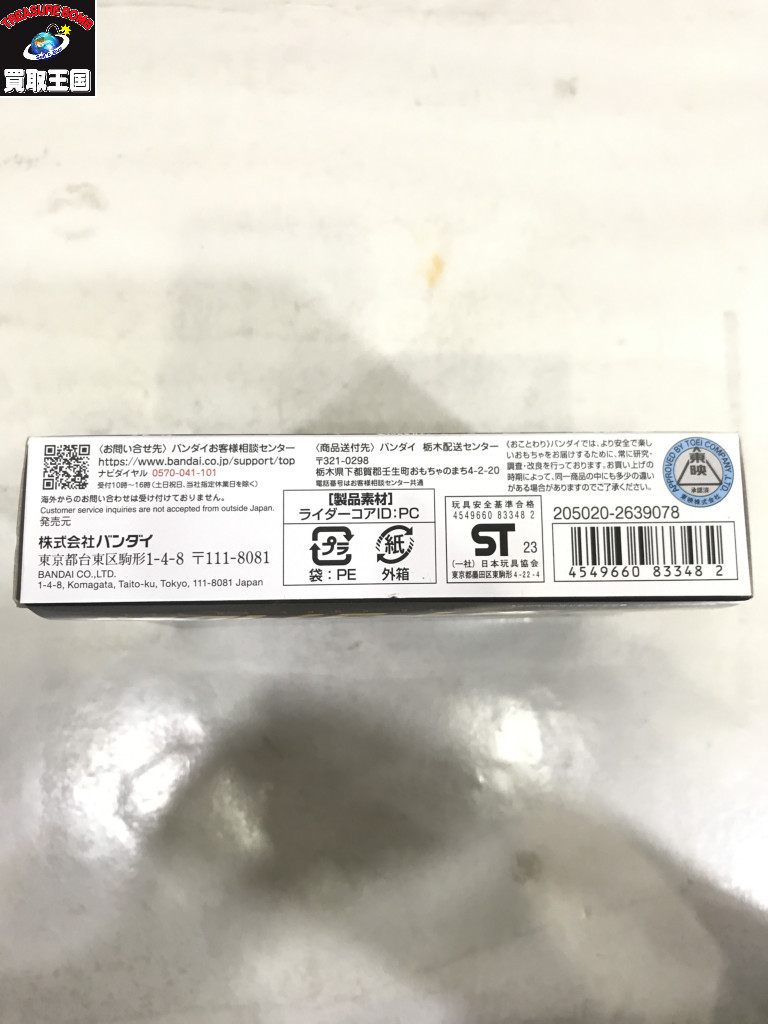 TREASURE BOMB
買取王国
〈お問い合せ先〉バンダイお客様相談センター
https://www.bandai.co.jp/support/top
ナビダイヤル 0570-041-101
受付10時〜16時(土日祝日、当社指定休業日を除く)
海外からのお問い合わせは受け付けておりません。
Customer service inquiries are not accepted from outside Japan.
発売元
株式会社バンダイ
東京都台東区駒形1-4-8 〒111-8081
BANDAI CO.,LTD.
1-4-8, Komagata, Taito-ku, Tokyo, 111-8081 Japan
〈商品送付先〉バンダイ 栃木配送センター
〒321-0298
栃木県下都賀郡壬生町おもちゃのまち4-2-20
電話番号はお客様相談センター共通
【製品素材】
ライダーコアID:PC
プラ
袋:PE
紙
外箱
《おことわり》バンダイでは、より安全で楽し
いおもちゃをお届けするために、常に研究・
調査・改良を行っております。お買い上げの
時期によって、同一商品の中にも多少の違い
がある場合がありますのでご了承ください。
玩具安全基準合格
4549660 83348 2
ST 23
(一社)日本玩具協会
東京都墨田区東駒形4-22-4
APPROVED BY TOEI COMPANY, LTD.
東映
承認済
東映株式会社
205020-2639078
4549660 83348 2